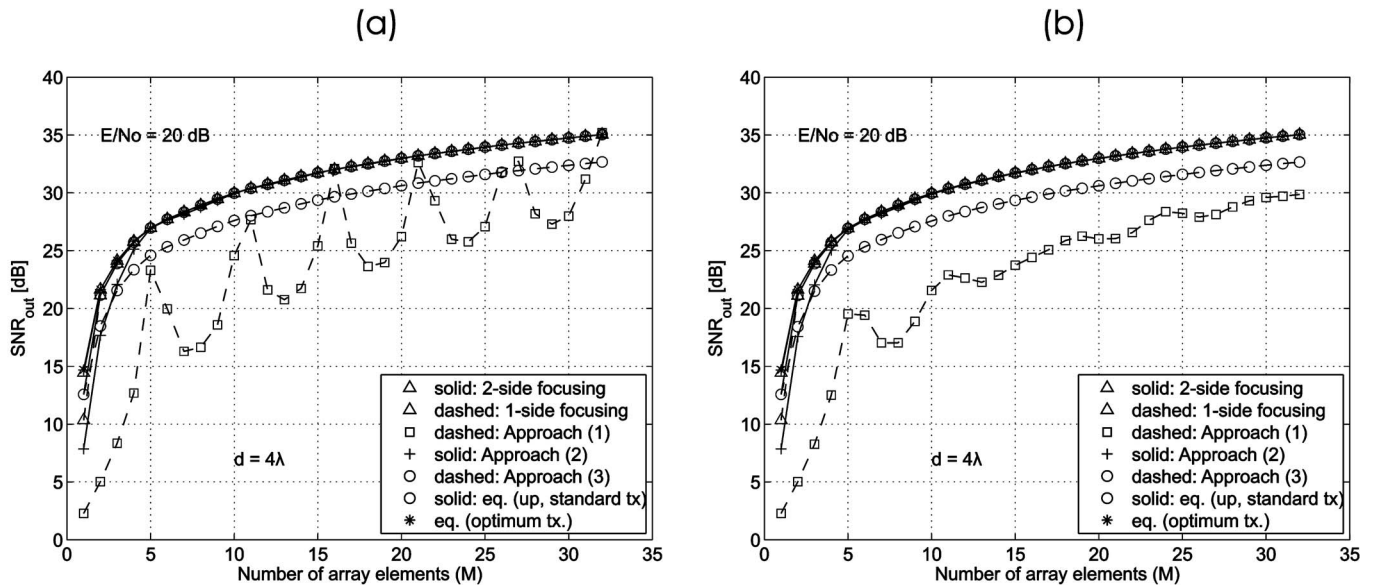 (a)
40
35
30
25
20
15
10
5
0
SNRout [dB]
E/No = 20 dB
d = 4λ
solid: 2-side focusing
dashed: 1-side focusing
dashed: Approach (1)
solid: Approach (2)
dashed: Approach (3)
solid: eq. (up, standard tx)
eq. (optimum tx.)
0 5 10 15 20 25 30 35
Number of array elements (M)
(b)
40
35
30
25
20
15
10
5
0
SNRout [dB]
E/No = 20 dB
d = 4λ
solid: 2-side focusing
dashed: 1-side focusing
dashed: Approach (1)
solid: Approach (2)
dashed: Approach (3)
solid: eq. (up, standard tx)
eq. (optimum tx.)
0 5 10 15 20 25 30 35
Number of array elements (M)